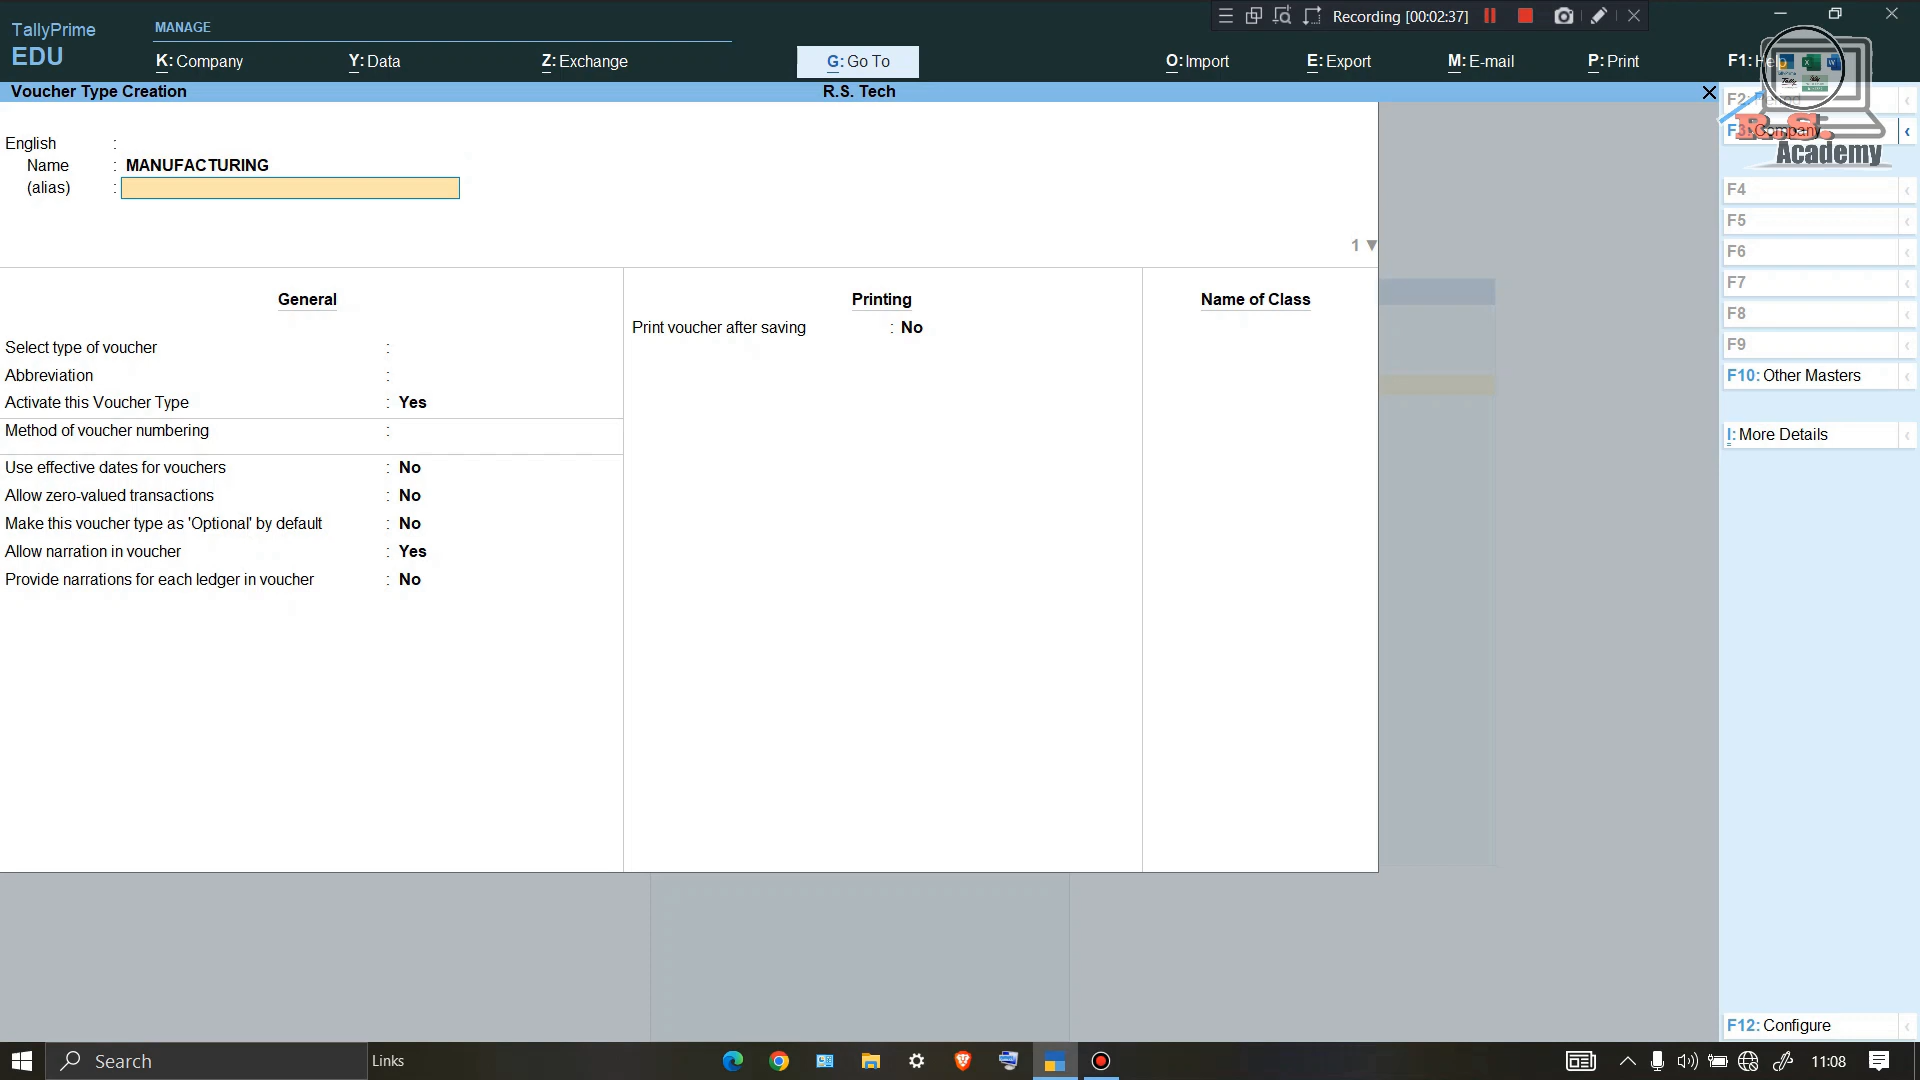 TallyPrime
EDU
MANAGE
K: Company
Y: Data
Z: Exchange
G: Go To
O: Import
E: Export
M: E-mail
P: Print
F1: Help
Recording [00:02:37]
Voucher Type Creation
R.S. Tech
English :
Name : MANUFACTURING
(alias) :
1 ▼
General
Select type of voucher :
Abbreviation :
Activate this Voucher Type : Yes
Method of voucher numbering :
Use effective dates for vouchers : No
Allow zero-valued transactions : No
Make this voucher type as 'Optional' by default : No
Allow narration in voucher : Yes
Provide narrations for each ledger in voucher : No
Printing
Print voucher after saving : No
Name of Class
F2: Period
F3: Company
R.S.
Academy
F4
F5
F6
F7
F8
F9
F10: Other Masters
I: More Details
F12: Configure
Search
Links
11:08